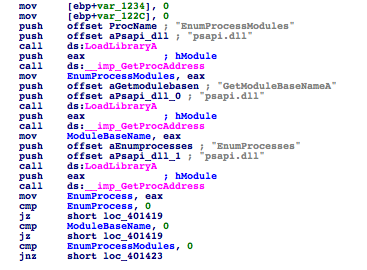 mov [ebp+var_1234], 0
mov [ebp+var_122C], 0
push offset ProcName ; "EnumProcessModules"
push offset aPsapi_dll ; "psapi.dll"
call ds:LoadLibraryA
push eax ; hModule
call ds:__imp_GetProcAddress
mov EnumProcessModules, eax
push offset aGetmodulebasen ; "GetModuleBaseNameA"
push offset aPsapi_dll_0 ; "psapi.dll"
call ds:LoadLibraryA
push eax ; hModule
call ds:__imp_GetProcAddress
mov ModuleBaseName, eax
push offset aEnumprocesses ; "EnumProcesses"
push offset aPsapi_dll_1 ; "psapi.dll"
call ds:LoadLibraryA
push eax ; hModule
call ds:__imp_GetProcAddress
mov EnumProcess, eax
cmp EnumProcess, 0
jz short loc_401419
cmp ModuleBaseName, 0
jz short loc_401419
cmp EnumProcessModules, 0
jnz short loc_401423